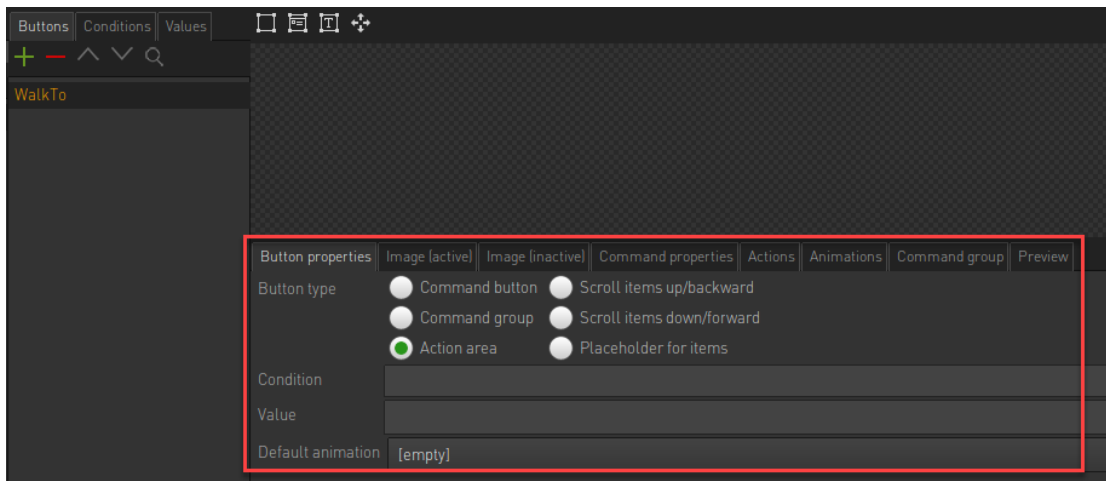 Buttons Conditions Values
WalkTo
Button properties Image (active) Image (inactive) Command properties Actions Animations Command group Preview
Button type Command button Scroll items up/backward
Command group Scroll items down/forward
Action area Placeholder for items
Condition
Value
Default animation [empty]